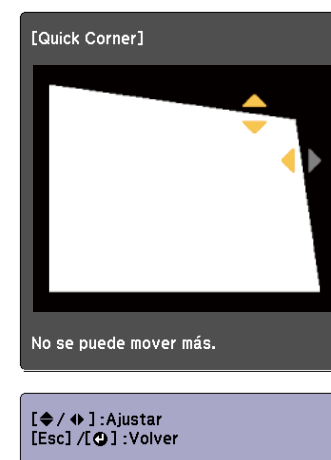 [Quick Corner]
No se puede mover más.
[◆/◆] :Ajustar
[Esc] /[↵] :Volver